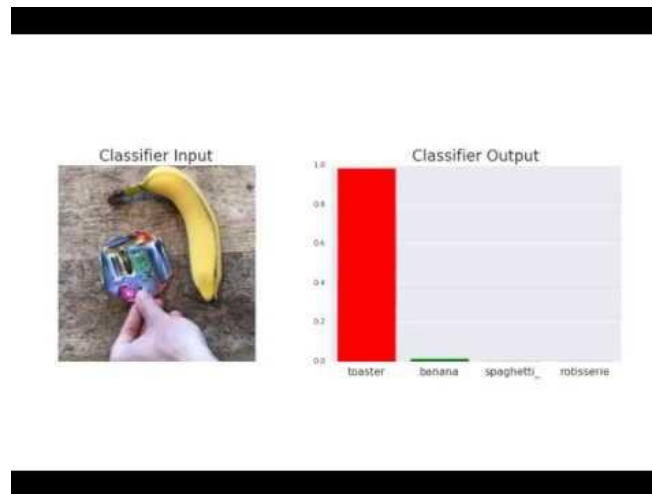 Classifier Input
Classifier Output
1.0
0.8
0.6
0.4
0.2
0.0
toaster banana spaghetti_ rotisserie